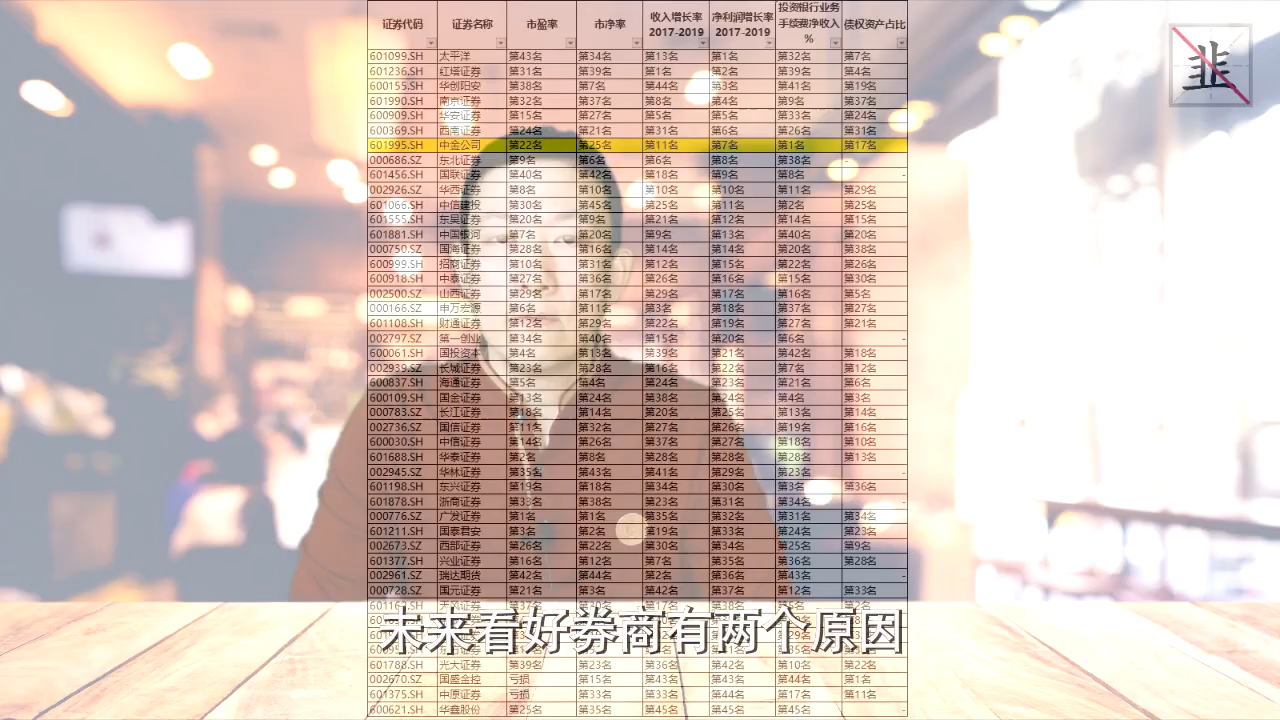 证券代码 证券名称 市盈率 市净率 收入增长率 2017-2019 净利润增长率 2017-2019 投资银行业务手续费净收入% 债权资产占比
601099.SH 太平洋 第43名 第34名 第13名 第1名 第32名 第7名
601236.SH 红塔证券 第31名 第39名 第1名 第2名 第39名 第4名
600155.SH 华创阳安 第38名 第7名 第44名 第3名 第41名 第19名
601990.SH 南京证券 第32名 第37名 第8名 第4名 第9名 第37名
600909.SH 华安证券 第15名 第27名 第5名 第5名 第33名 第24名
600369.SH 西南证券 第24名 第21名 第31名 第6名 第26名 第31名
601995.SH 中金公司 第22名 第25名 第11名 第7名 第1名 第17名
000686.SZ 东北证券 第9名 第6名 第6名 第8名 第38名 -
601456.SH 国联证券 第40名 第42名 第18名 第9名 第8名 -
002926.SZ 华西证券 第8名 第10名 第10名 第10名 第11名 第29名
601066.SH 中信建投 第30名 第45名 第25名 第11名 第2名 第25名
601555.SH 东吴证券 第20名 第9名 第21名 第12名 第14名 第15名
601881.SH 中国银河 第7名 第20名 第9名 第13名 第40名 第20名
000750.SZ 国海证券 第28名 第16名 第14名 第14名 第20名 第38名
600999.SH 招商证券 第10名 第31名 第12名 第15名 第22名 第26名
600918.SH 中泰证券 第27名 第36名 第26名 第16名 第15名 第30名
002500.SZ 山西证券 第29名 第17名 第29名 第17名 第16名 第5名
000166.SZ 申万宏源 第6名 第11名 第3名 第18名 第37名 第27名
601108.SH 财通证券 第12名 第29名 第22名 第19名 第27名 第21名
002797.SZ 第一创业 第34名 第40名 第15名 第20名 第6名 -
600061.SH 国投资本 第4名 第13名 第39名 第21名 第42名 第18名
002939.SZ 长城证券 第23名 第28名 第16名 第22名 第7名 第12名
600837.SH 海通证券 第5名 第4名 第24名 第23名 第21名 第6名
600109.SH 国金证券 第13名 第24名 第38名 第24名 第4名 第3名
000783.SZ 长江证券 第18名 第14名 第20名 第25名 第13名 第14名
002736.SZ 国信证券 第11名 第32名 第27名 第26名 第19名 第16名
600030.SH 中信证券 第14名 第26名 第37名 第27名 第18名 第10名
601688.SH 华泰证券 第2名 第8名 第28名 第28名 第28名 第13名
002945.SZ 华林证券 第35名 第43名 第41名 第29名 第23名 -
601198.SH 东兴证券 第19名 第18名 第34名 第30名 第3名 第36名
601878.SH 浙商证券 第33名 第38名 第23名 第31名 第34名 -
000776.SZ 广发证券 第1名 第1名 第35名 第32名 第31名 第34名
601211.SH 国泰君安 第3名 第2名 第19名 第33名 第24名 第23名
002673.SZ 西部证券 第26名 第22名 第30名 第34名 第25名 第9名
601377.SH 兴业证券 第16名 第12名 第7名 第35名 第36名 第28名
002961.SZ 瑞达期货 第42名 第44名 第2名 第36名 第43名 -
000728.SZ 国元证券 第21名 第3名 第42名 第37名 第12名 第33名
未来看好券商有两个原因
601788.SH 光大证券 第39名 第23名 第36名 第42名 第10名 第22名
002670.SZ 国盛金控 亏损 第15名 第43名 第43名 第44名 第1名
601375.SH 中原证券 亏损 第33名 第33名 第44名 第17名 第11名
600621.SH 华鑫股份 第25名 第35名 第45名 第45名 第45名 -
韭